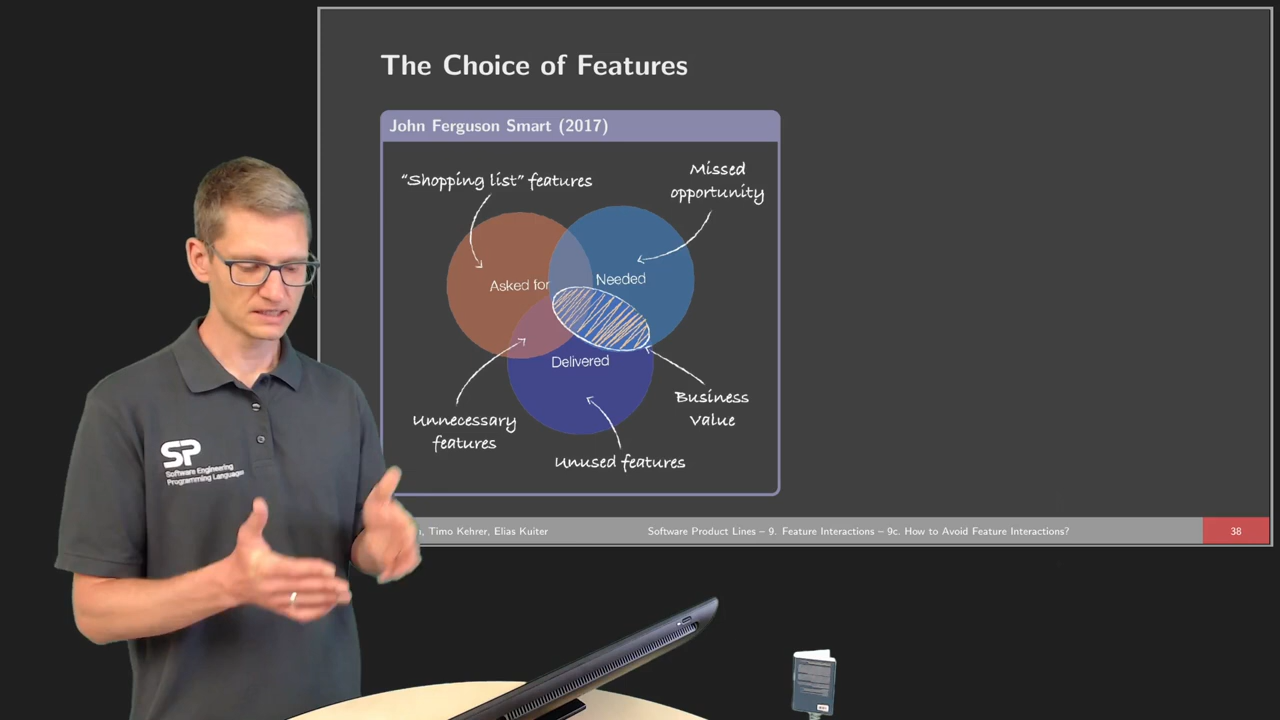 The Choice of Features
John Ferguson Smart (2017)
"Shopping list" features
Missed
opportunity
Asked for
Needed
Delivered
Business
Value
Unnecessary
features
Unused features
SP
Software Engineering
Programming Languages
Timo Kehrer, Elias Kuiter
Software Product Lines – 9. Feature Interactions – 9c. How to Avoid Feature Interactions?
38